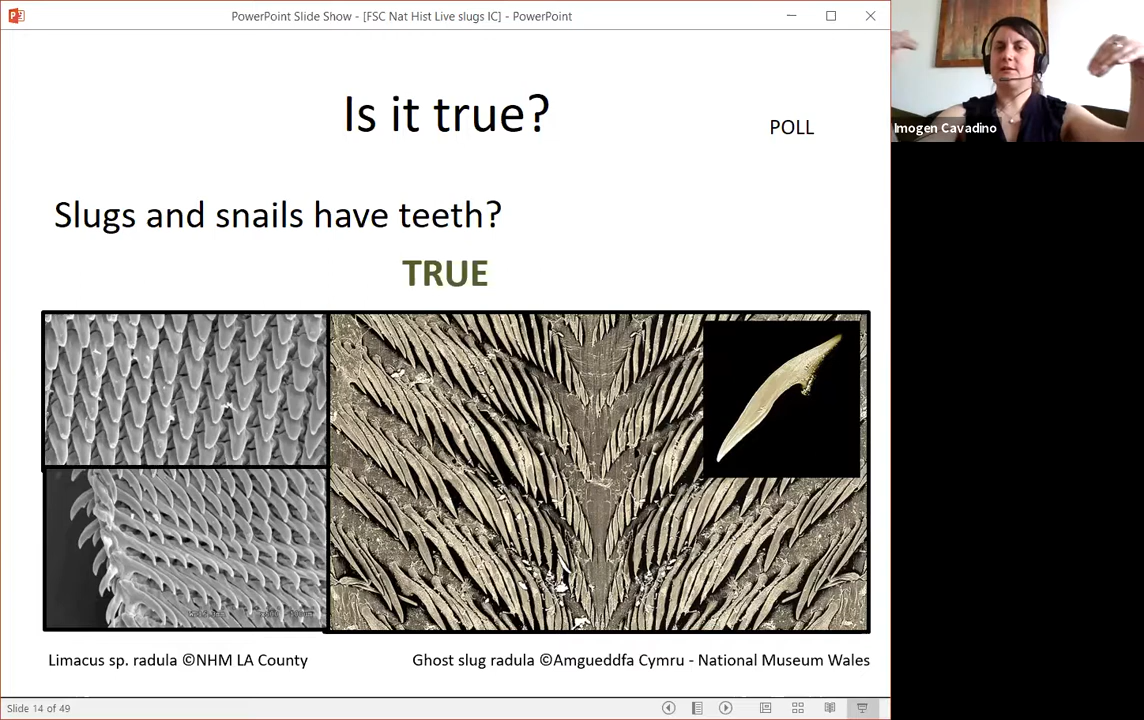 PowerPoint Slide Show - [FSC Nat Hist Live slugs IC] - PowerPoint
Imogen Cavadino
Is it true?
POLL
Slugs and snails have teeth?
TRUE
Limacus sp. radula ©NHM LA County
Ghost slug radula ©Amgueddfa Cymru - National Museum Wales
Slide 14 of 49